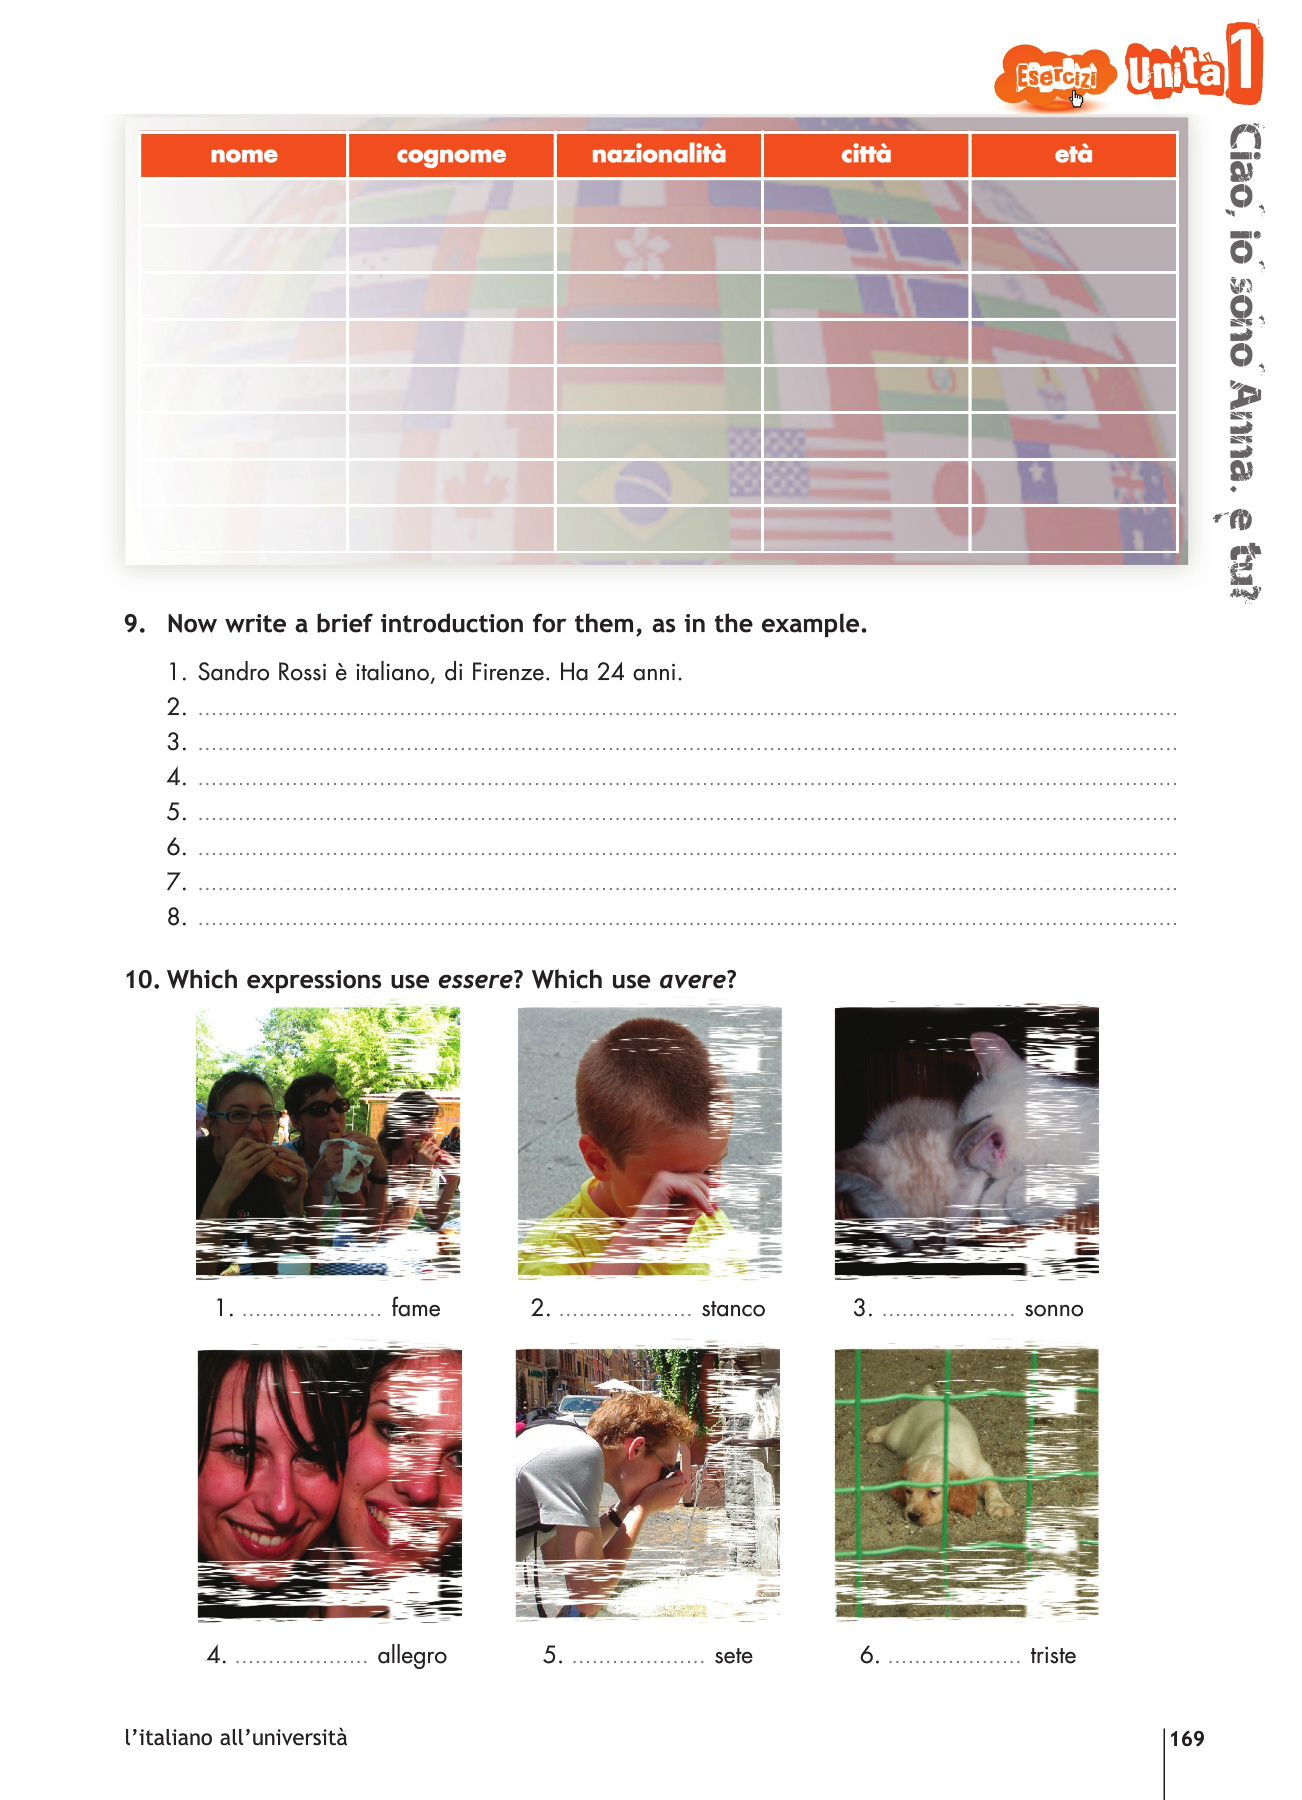 Esercizi Unità 1
Ciao, io sono Anna. e tu?
nome cognome nazionalità città età
9. Now write a brief introduction for them, as in the example.
1. Sandro Rossi è italiano, di Firenze. Ha 24 anni.
2. ....................
3. ....................
4. ....................
5. ....................
6. ....................
7. ....................
8. ....................
10. Which expressions use essere? Which use avere?
1. ..................... fame 2. .................... stanco 3. .................... sonno
4. .................... allegro 5. .................... sete 6. .................... triste
l'italiano all'università
169